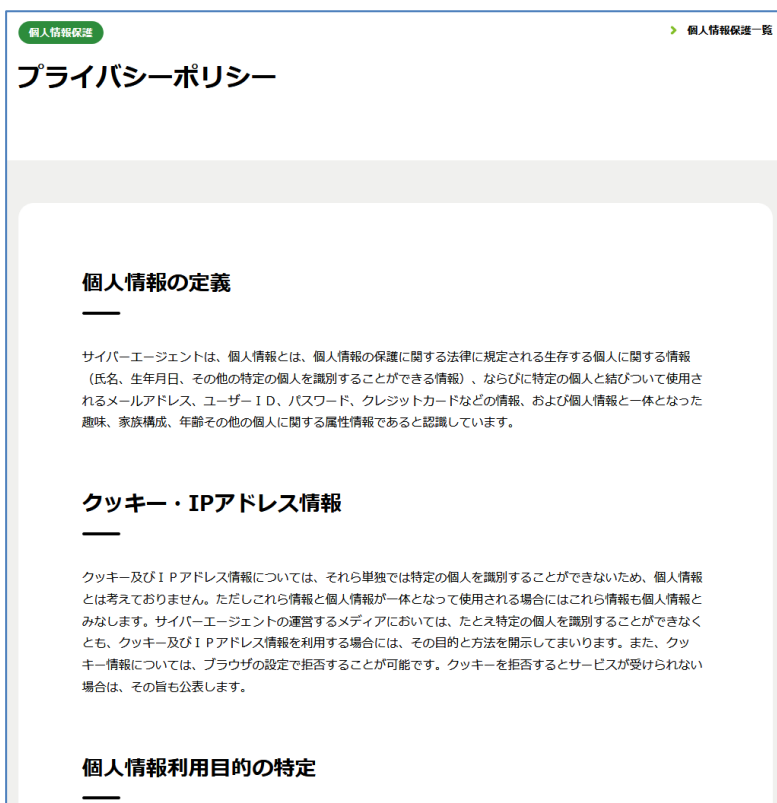 個人情報保護
個人情報保護一覧
プライバシーポリシー
個人情報の定義
サイバーエージェントは、個人情報とは、個人情報の保護に関する法律に規定される生存する個人に関する情報
（氏名、生年月日、その他の特定の個人を識別することができる情報）、ならびに特定の個人と結びついて使用さ
れるメールアドレス、ユーザーＩＤ、パスワード、クレジットカードなどの情報、および個人情報と一体となった
趣味、家族構成、年齢その他の個人に関する属性情報であると認識しています。
クッキー・IPアドレス情報
クッキー及びＩＰアドレス情報については、それら単独では特定の個人を識別することができないため、個人情報
とは考えておりません。ただしこれら情報と個人情報が一体となって使用される場合にはこれら情報も個人情報と
みなします。サイバーエージェントの運営するメディアにおいては、たとえ特定の個人を識別することができなく
とも、クッキー及びＩＰアドレス情報を利用する場合には、その目的と方法を開示してまいります。また、クッ
キー情報については、ブラウザの設定で拒否することが可能です。クッキーを拒否するとサービスが受けられない
場合は、その旨も公表します。
個人情報利用目的の特定